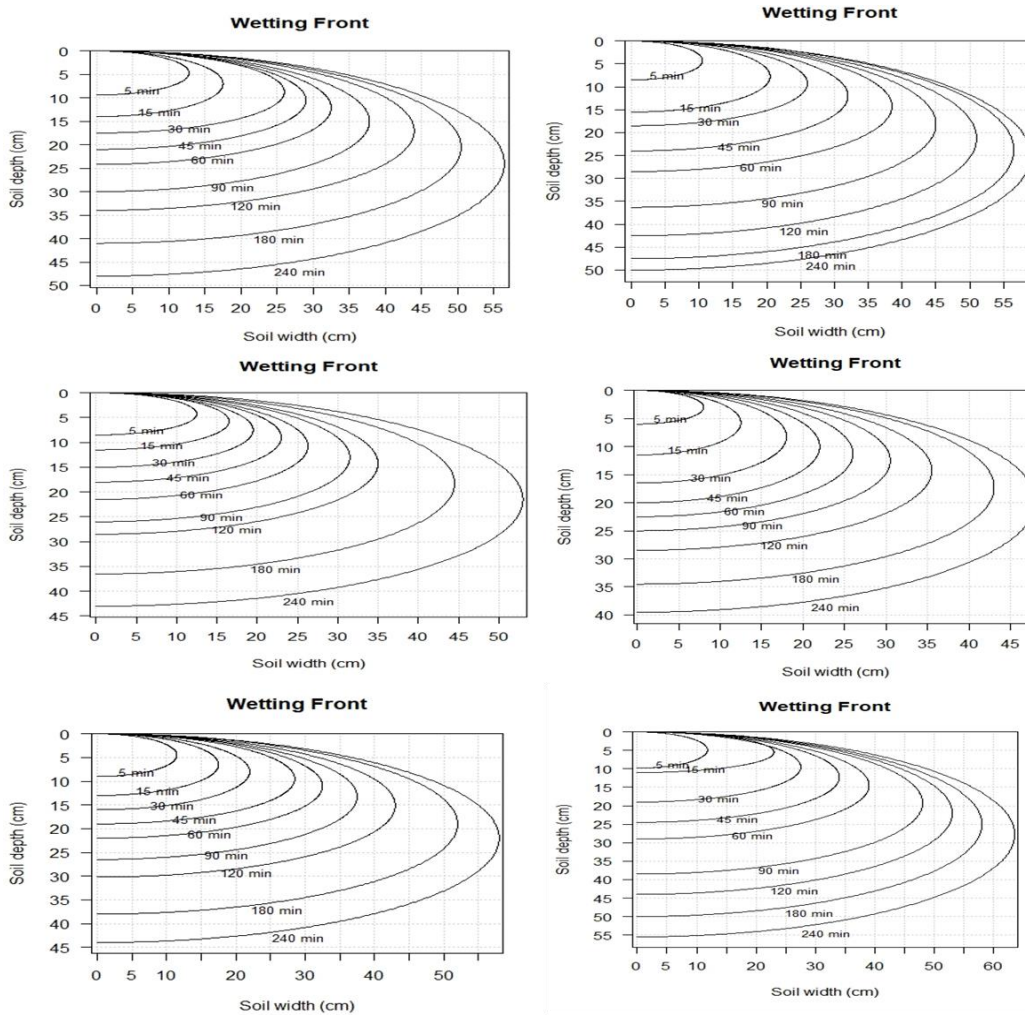 Wetting Front
0
5
10
15
20
25
30
35
40
45
50
Soil depth (cm)
5 min
15 min
30 min
45 min
60 min
90 min
120 min
180 min
240 min
0 5 10 15 20 25 30 35 40 45 50 55
Soil width (cm)
Wetting Front
0
5
10
15
20
25
30
35
40
45
50
Soil depth (cm)
5 min
15 min
30 min
45 min
60 min
90 min
120 min
180 min
240 min
0 5 10 15 20 25 30 35 40 45 50 55
Soil width (cm)
Wetting Front
0
5
10
15
20
25
30
35
40
45
Soil depth (cm)
5 min
15 min
30 min
45 min
60 min
90 min
120 min
180 min
240 min
0 5 10 15 20 25 30 35 40 45 50
Soil width (cm)
Wetting Front
0
5
10
15
20
25
30
35
40
Soil depth (cm)
5 min
15 min
30 min
45 min
60 min
90 min
120 min
180 min
240 min
0 5 10 15 20 25 30 35 40 45
Soil width (cm)
Wetting Front
0
5
10
15
20
25
30
35
40
45
Soil depth (cm)
5 min
15 min
30 min
45 min
60 min
90 min
120 min
180 min
240 min
0 5 10 15 20 25 30 35 40 50
Soil width (cm)
Wetting Front
0
5
10
15
20
25
30
35
40
45
50
55
Soil depth (cm)
5 min
15 min
30 min
45 min
60 min
90 min
120 min
180 min
240 min
0 5 10 15 20 25 30 35 40 50 60
Soil width (cm)